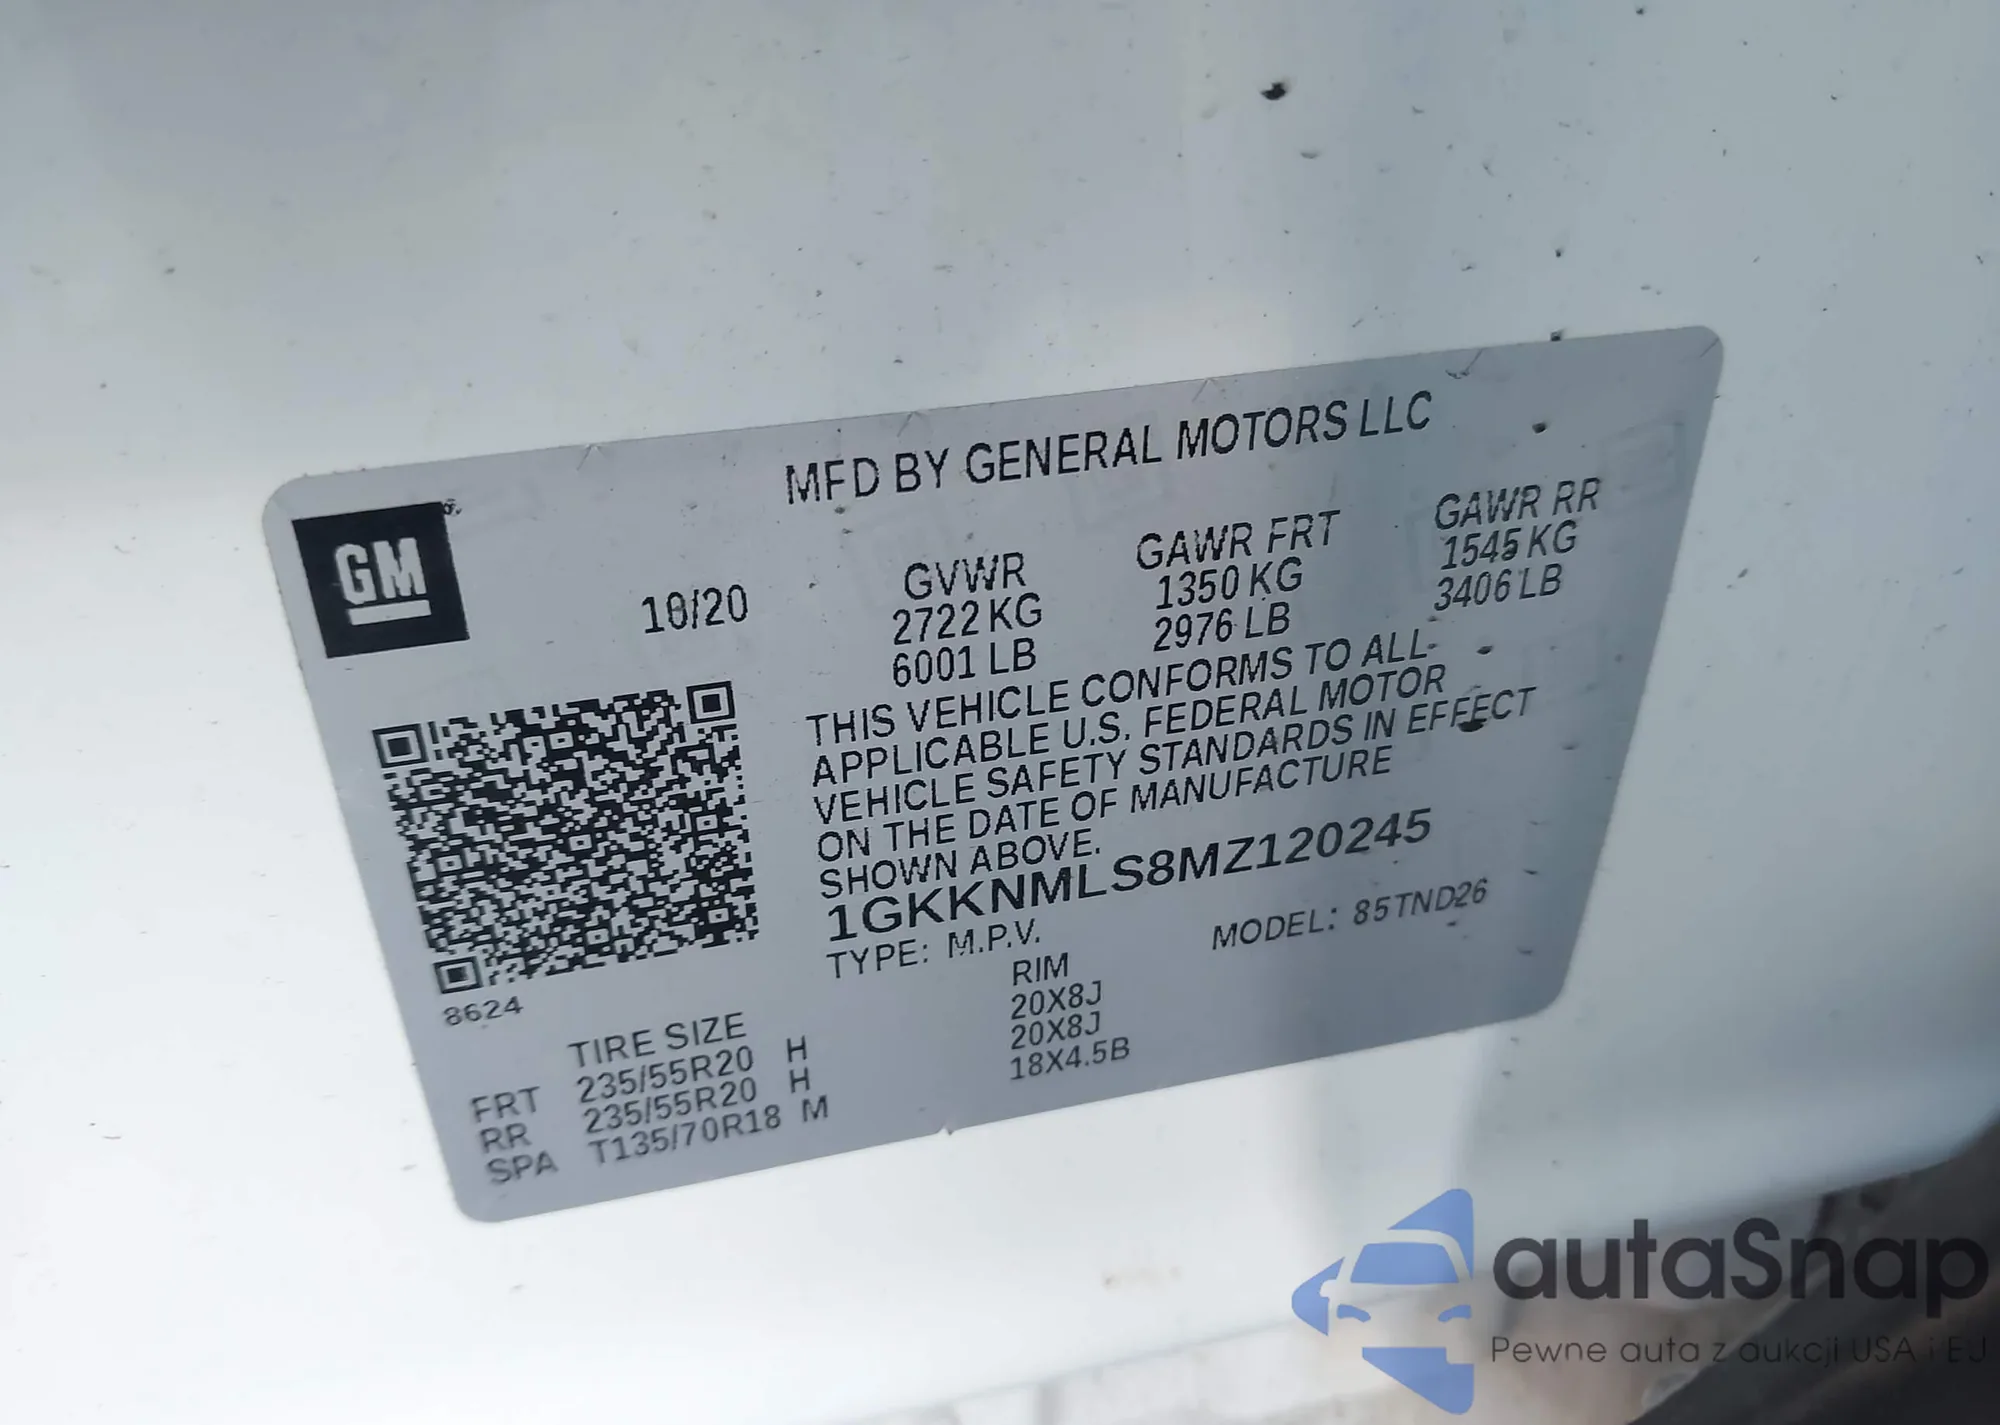 MFD BY GENERAL MOTORS LLC
GM
10/20
GVWR
2722 KG
6001 LB
GAWR FRT
1350 KG
2976 LB
GAWR RR
1545 KG
3406 LB
THIS VEHICLE CONFORMS TO ALL
APPLICABLE U.S. FEDERAL MOTOR
VEHICLE SAFETY STANDARDS IN EFFECT
ON THE DATE OF MANUFACTURE
SHOWN ABOVE.
1GKKNMLS8MZ120245
TYPE: M.P.V. MODEL: 85TND26
8624
TIRE SIZE RIM
FRT 235/55R20 H 20X8J
RR 235/55R20 H 20X8J
SPA T135/70R18 M 18X4.5B
autaSnap
Pewne auta z aukcji USA i EU